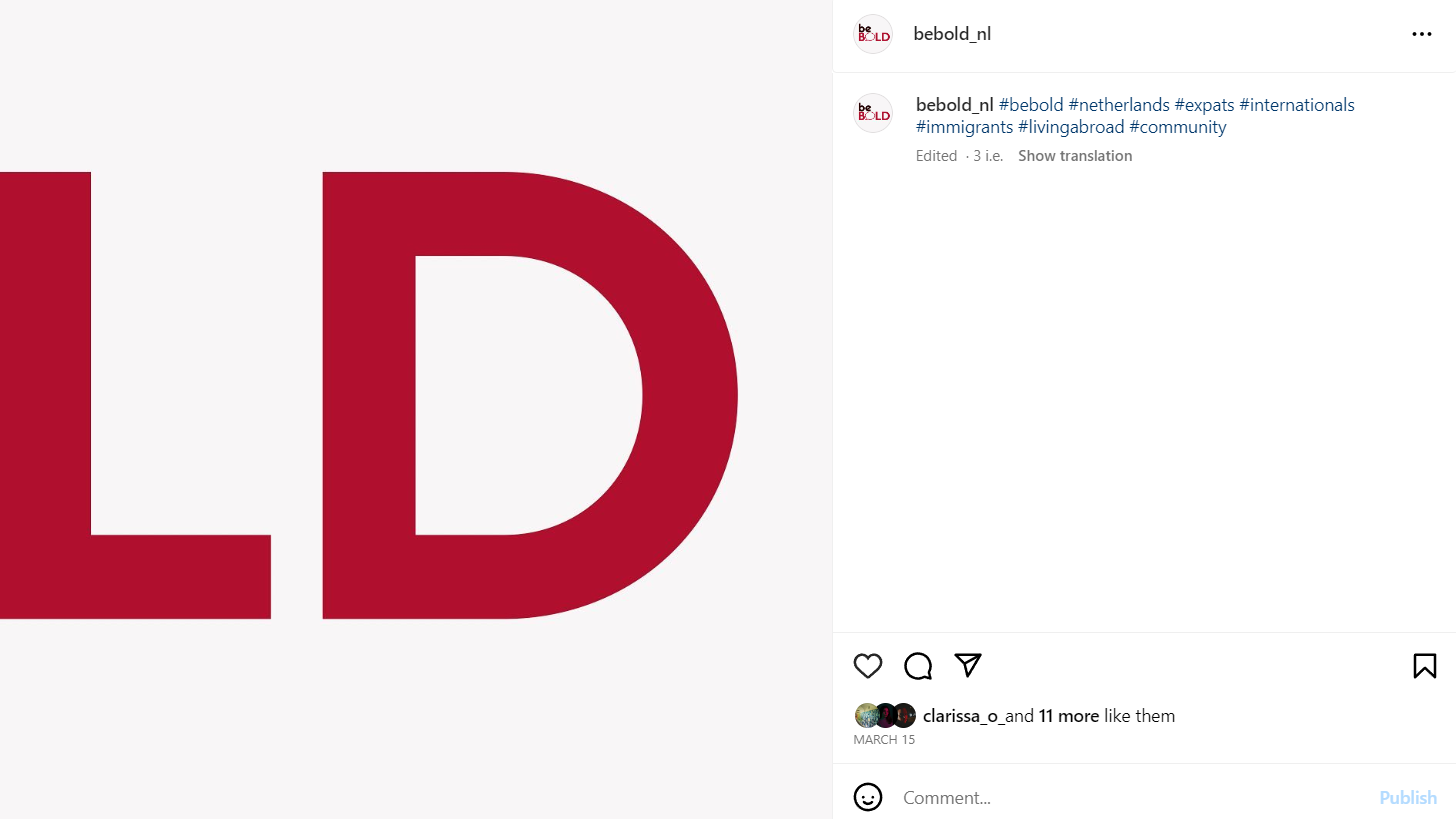 LD
be
BOLD
bebold_nl
be
BOLD
bebold_nl #bebold #netherlands #expats #internationals
#immigrants #livingabroad #community
Edited · 3 i.e. Show translation
clarissa_o_and 11 more like them
MARCH 15
Comment...
Publish